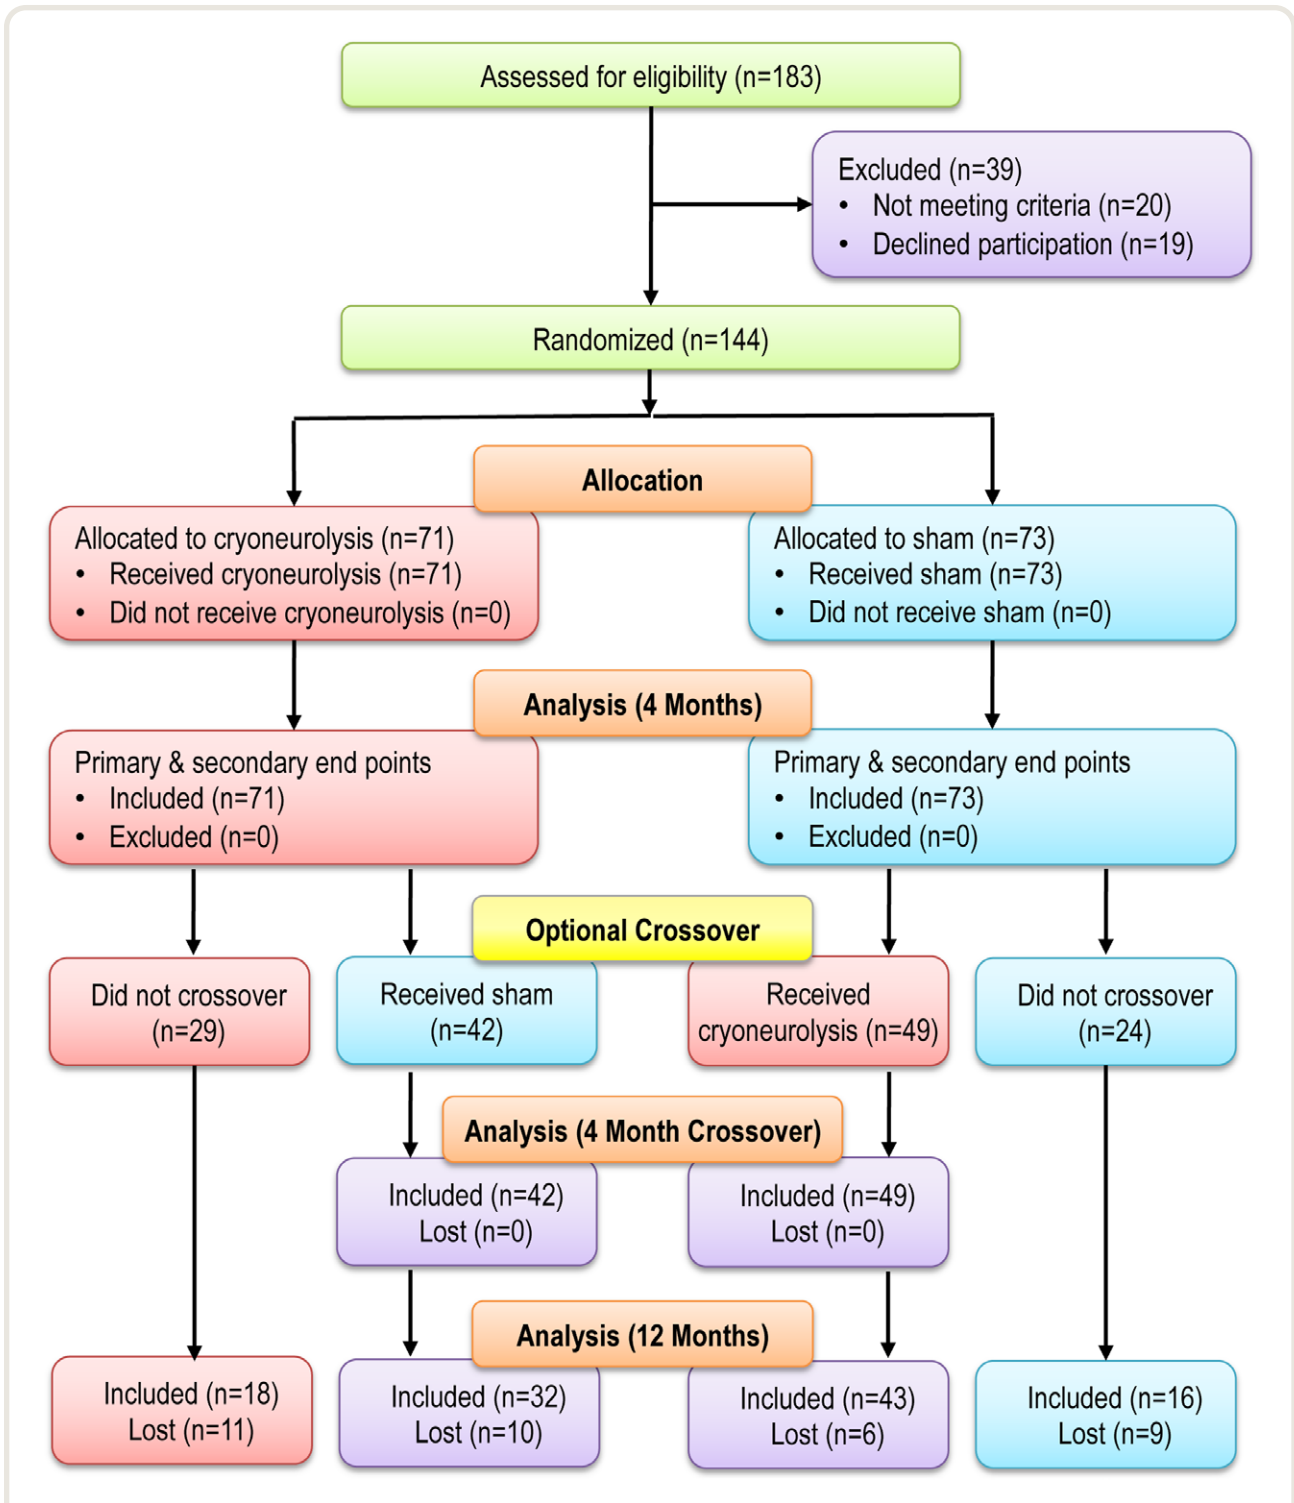 Assessed for eligibility (n=183)
Excluded (n=39)
• Not meeting criteria (n=20)
• Declined participation (n=19)
Randomized (n=144)
Allocation
Allocated to cryoneurolysis (n=71)
• Received cryoneurolysis (n=71)
• Did not receive cryoneurolysis (n=0)
Allocated to sham (n=73)
• Received sham (n=73)
• Did not receive sham (n=0)
Analysis (4 Months)
Primary & secondary end points
• Included (n=71)
• Excluded (n=0)
Primary & secondary end points
• Included (n=73)
• Excluded (n=0)
Optional Crossover
Did not crossover
(n=29)
Received sham
(n=42)
Received
cryoneurolysis (n=49)
Did not crossover
(n=24)
Analysis (4 Month Crossover)
Included (n=42)
Lost (n=0)
Included (n=49)
Lost (n=0)
Analysis (12 Months)
Included (n=18)
Lost (n=11)
Included (n=32)
Lost (n=10)
Included (n=43)
Lost (n=6)
Included (n=16)
Lost (n=9)